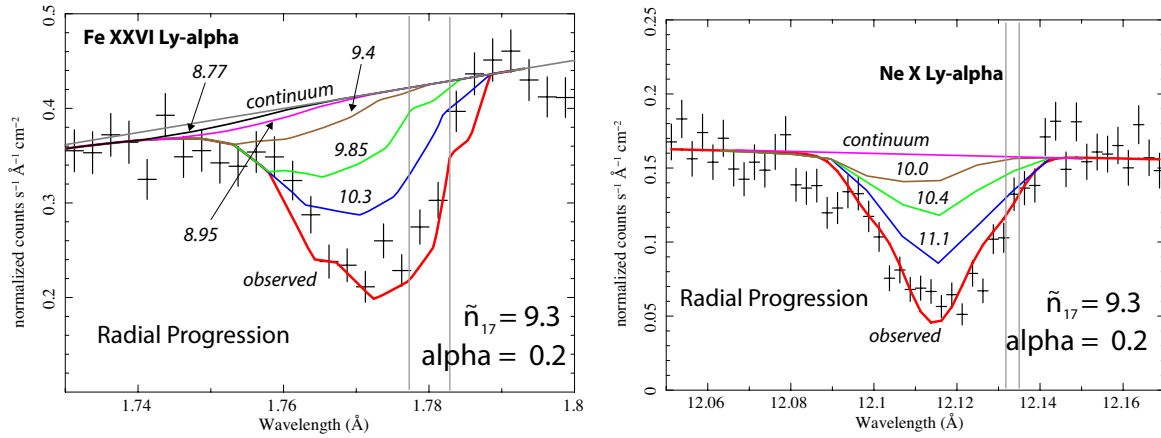 Fe XXVI Ly-alpha
8.77
9.4
continuum
9.85
10.3
8.95
observed
Radial Progression
ñ₁₇ = 9.3
alpha = 0.2
normalized counts s⁻¹ Å⁻¹ cm⁻²
0.5
0.4
0.3
0.2
1.74
1.76
1.78
1.8
Wavelength (Å)
Ne X Ly-alpha
continuum
10.0
10.4
11.1
Radial Progression
observed
ñ₁₇ = 9.3
alpha = 0.2
normalized counts s⁻¹ Å⁻¹ cm⁻²
0.25
0.2
0.15
0.1
0.05
0
12.06
12.08
12.1
12.12
12.14
12.16
Wavelength (Å)